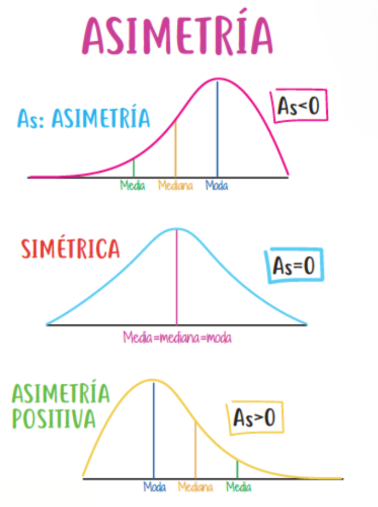 ASIMETRÍA
As: ASIMETRÍA
As<0
Media Mediana Moda
SIMÉTRICA
As=0
Media=mediana=moda
ASIMETRÍA
POSITIVA
As>0
Moda Mediana Media